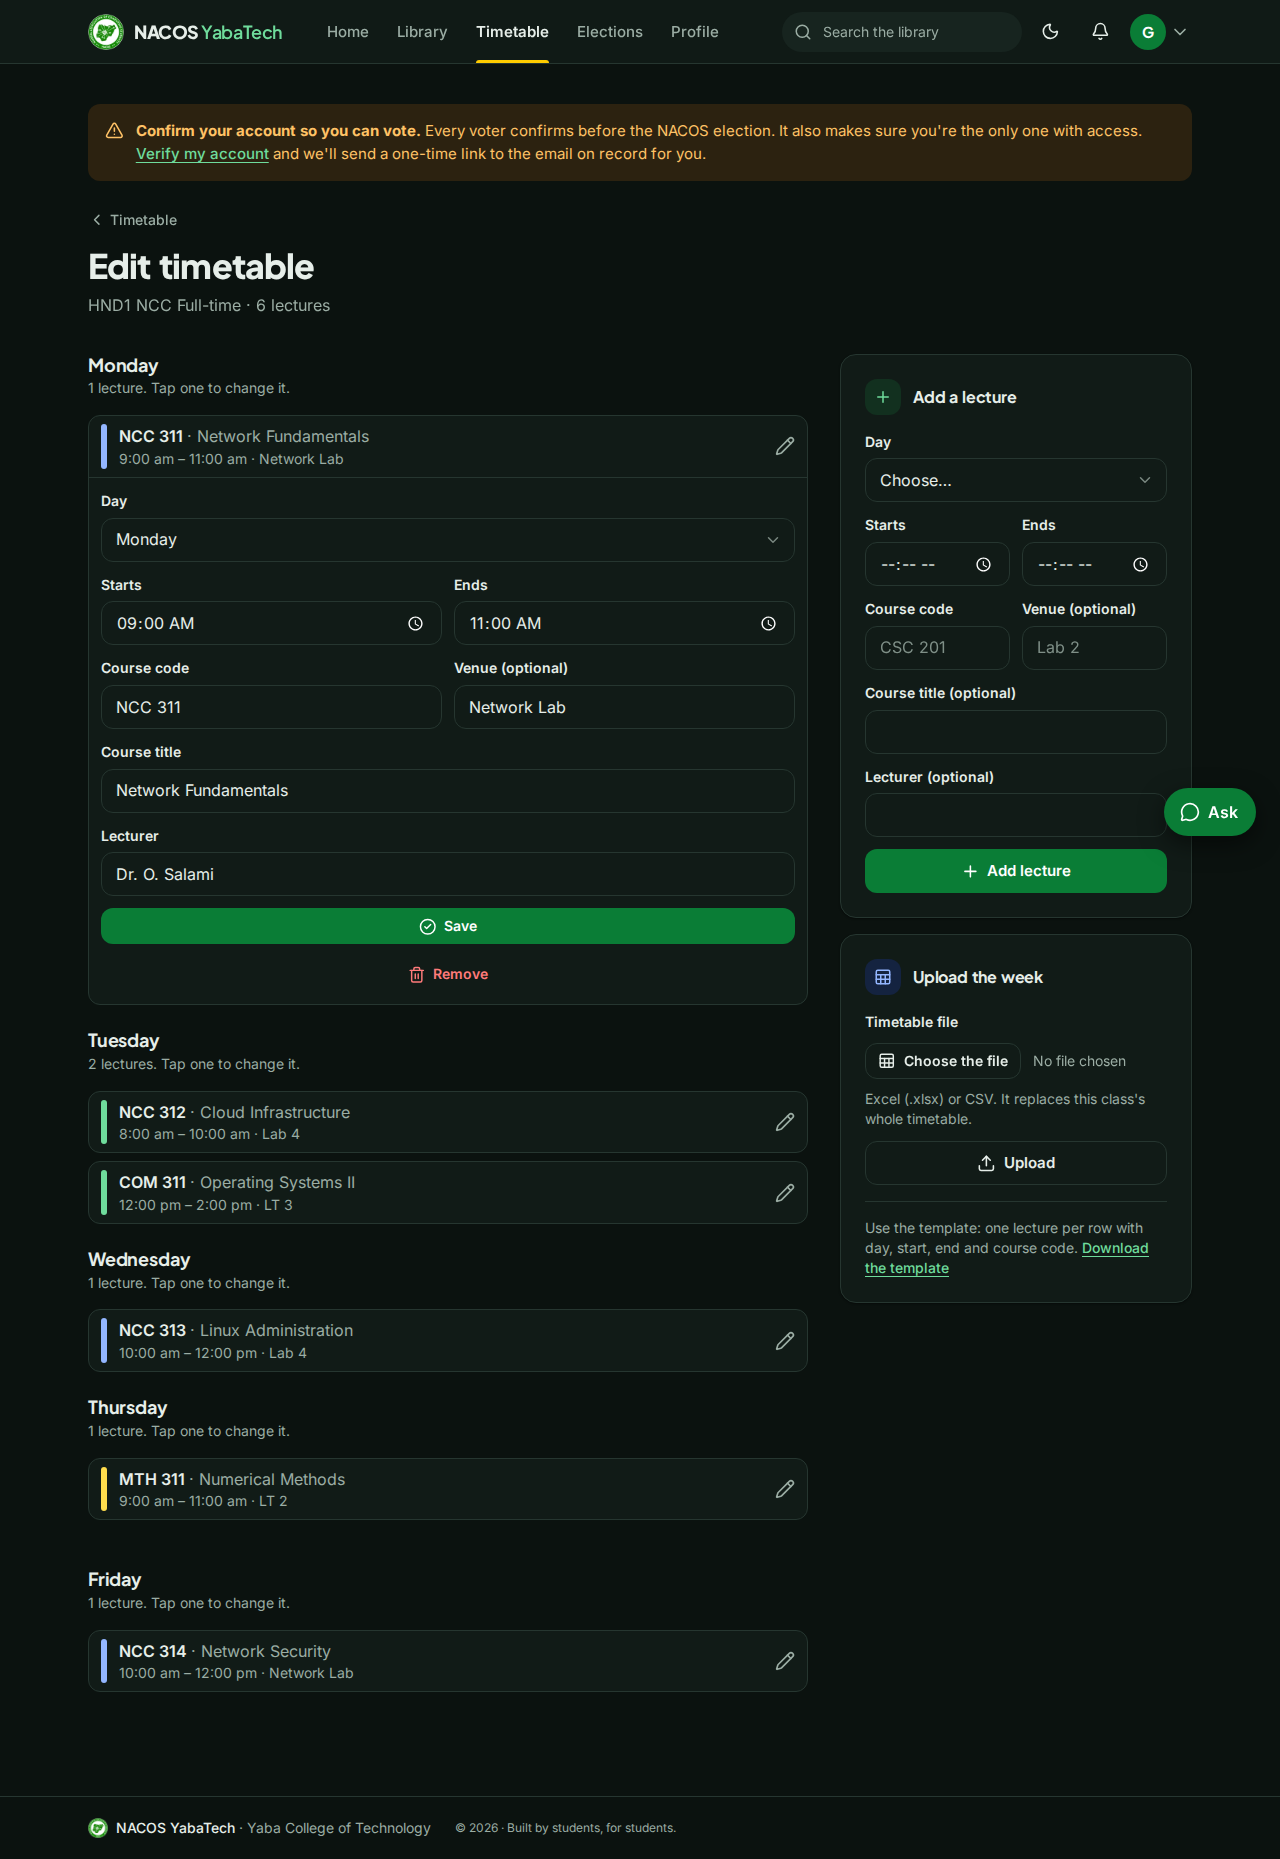 NACOS YabaTech
Home
Library
Timetable
Elections
Profile
Search the library
G
Confirm your account so you can vote. Every voter confirms before the NACOS election. It also makes sure you're the only one with access.
Verify my account and we'll send a one-time link to the email on record for you.
Timetable
Edit timetable
HND1 NCC Full-time · 6 lectures
Monday
1 lecture. Tap one to change it.
NCC 311 · Network Fundamentals
9:00 am – 11:00 am · Network Lab
Day
Monday
Starts
Ends
09:00 AM
11:00 AM
Course code
Venue (optional)
NCC 311
Network Lab
Course title
Network Fundamentals
Lecturer
Dr. O. Salami
Save
Remove
Tuesday
2 lectures. Tap one to change it.
NCC 312 · Cloud Infrastructure
8:00 am – 10:00 am · Lab 4
COM 311 · Operating Systems II
12:00 pm – 2:00 pm · LT 3
Wednesday
1 lecture. Tap one to change it.
NCC 313 · Linux Administration
10:00 am – 12:00 pm · Lab 4
Thursday
1 lecture. Tap one to change it.
MTH 311 · Numerical Methods
9:00 am – 11:00 am · LT 2
Friday
1 lecture. Tap one to change it.
NCC 314 · Network Security
10:00 am – 12:00 pm · Network Lab
Add a lecture
Day
Choose...
Starts
Ends
--:-- --
--:-- --
Course code
Venue (optional)
CSC 201
Lab 2
Course title (optional)
Lecturer (optional)
Add lecture
Ask
Upload the week
Timetable file
Choose the file
No file chosen
Excel (.xlsx) or CSV. It replaces this class's
whole timetable.
Upload
Use the template: one lecture per row with
day, start, end and course code. Download
the template
NACOS YabaTech · Yaba College of Technology
© 2026 · Built by students, for students.